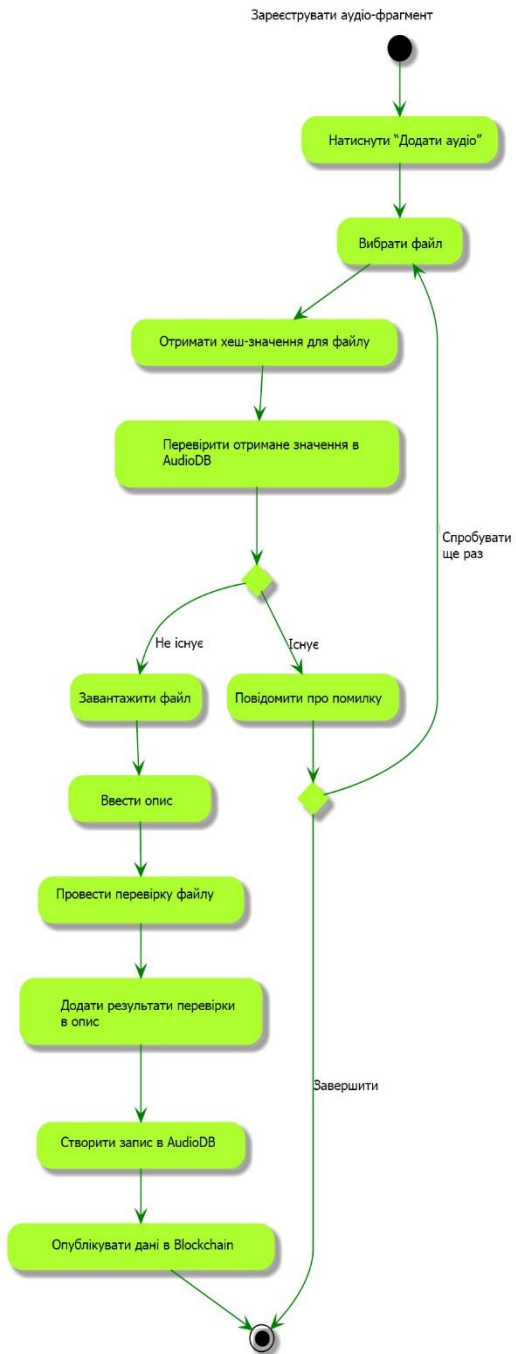 Зареєструвати аудіо-фрагмент
Натиснути “Додати аудіо”
Вибрати файл
Отримати хеш-значення для файлу
Перевірити отримане значення в
AudioDB
Спробувати
ще раз
Не існує
Існує
Завантажити файл
Повідомити про помилку
Ввести опис
Провести перевірку файлу
Додати результати перевірки
в опис
Завершити
Створити запис в AudioDB
Опублікувати дані в Blockchain